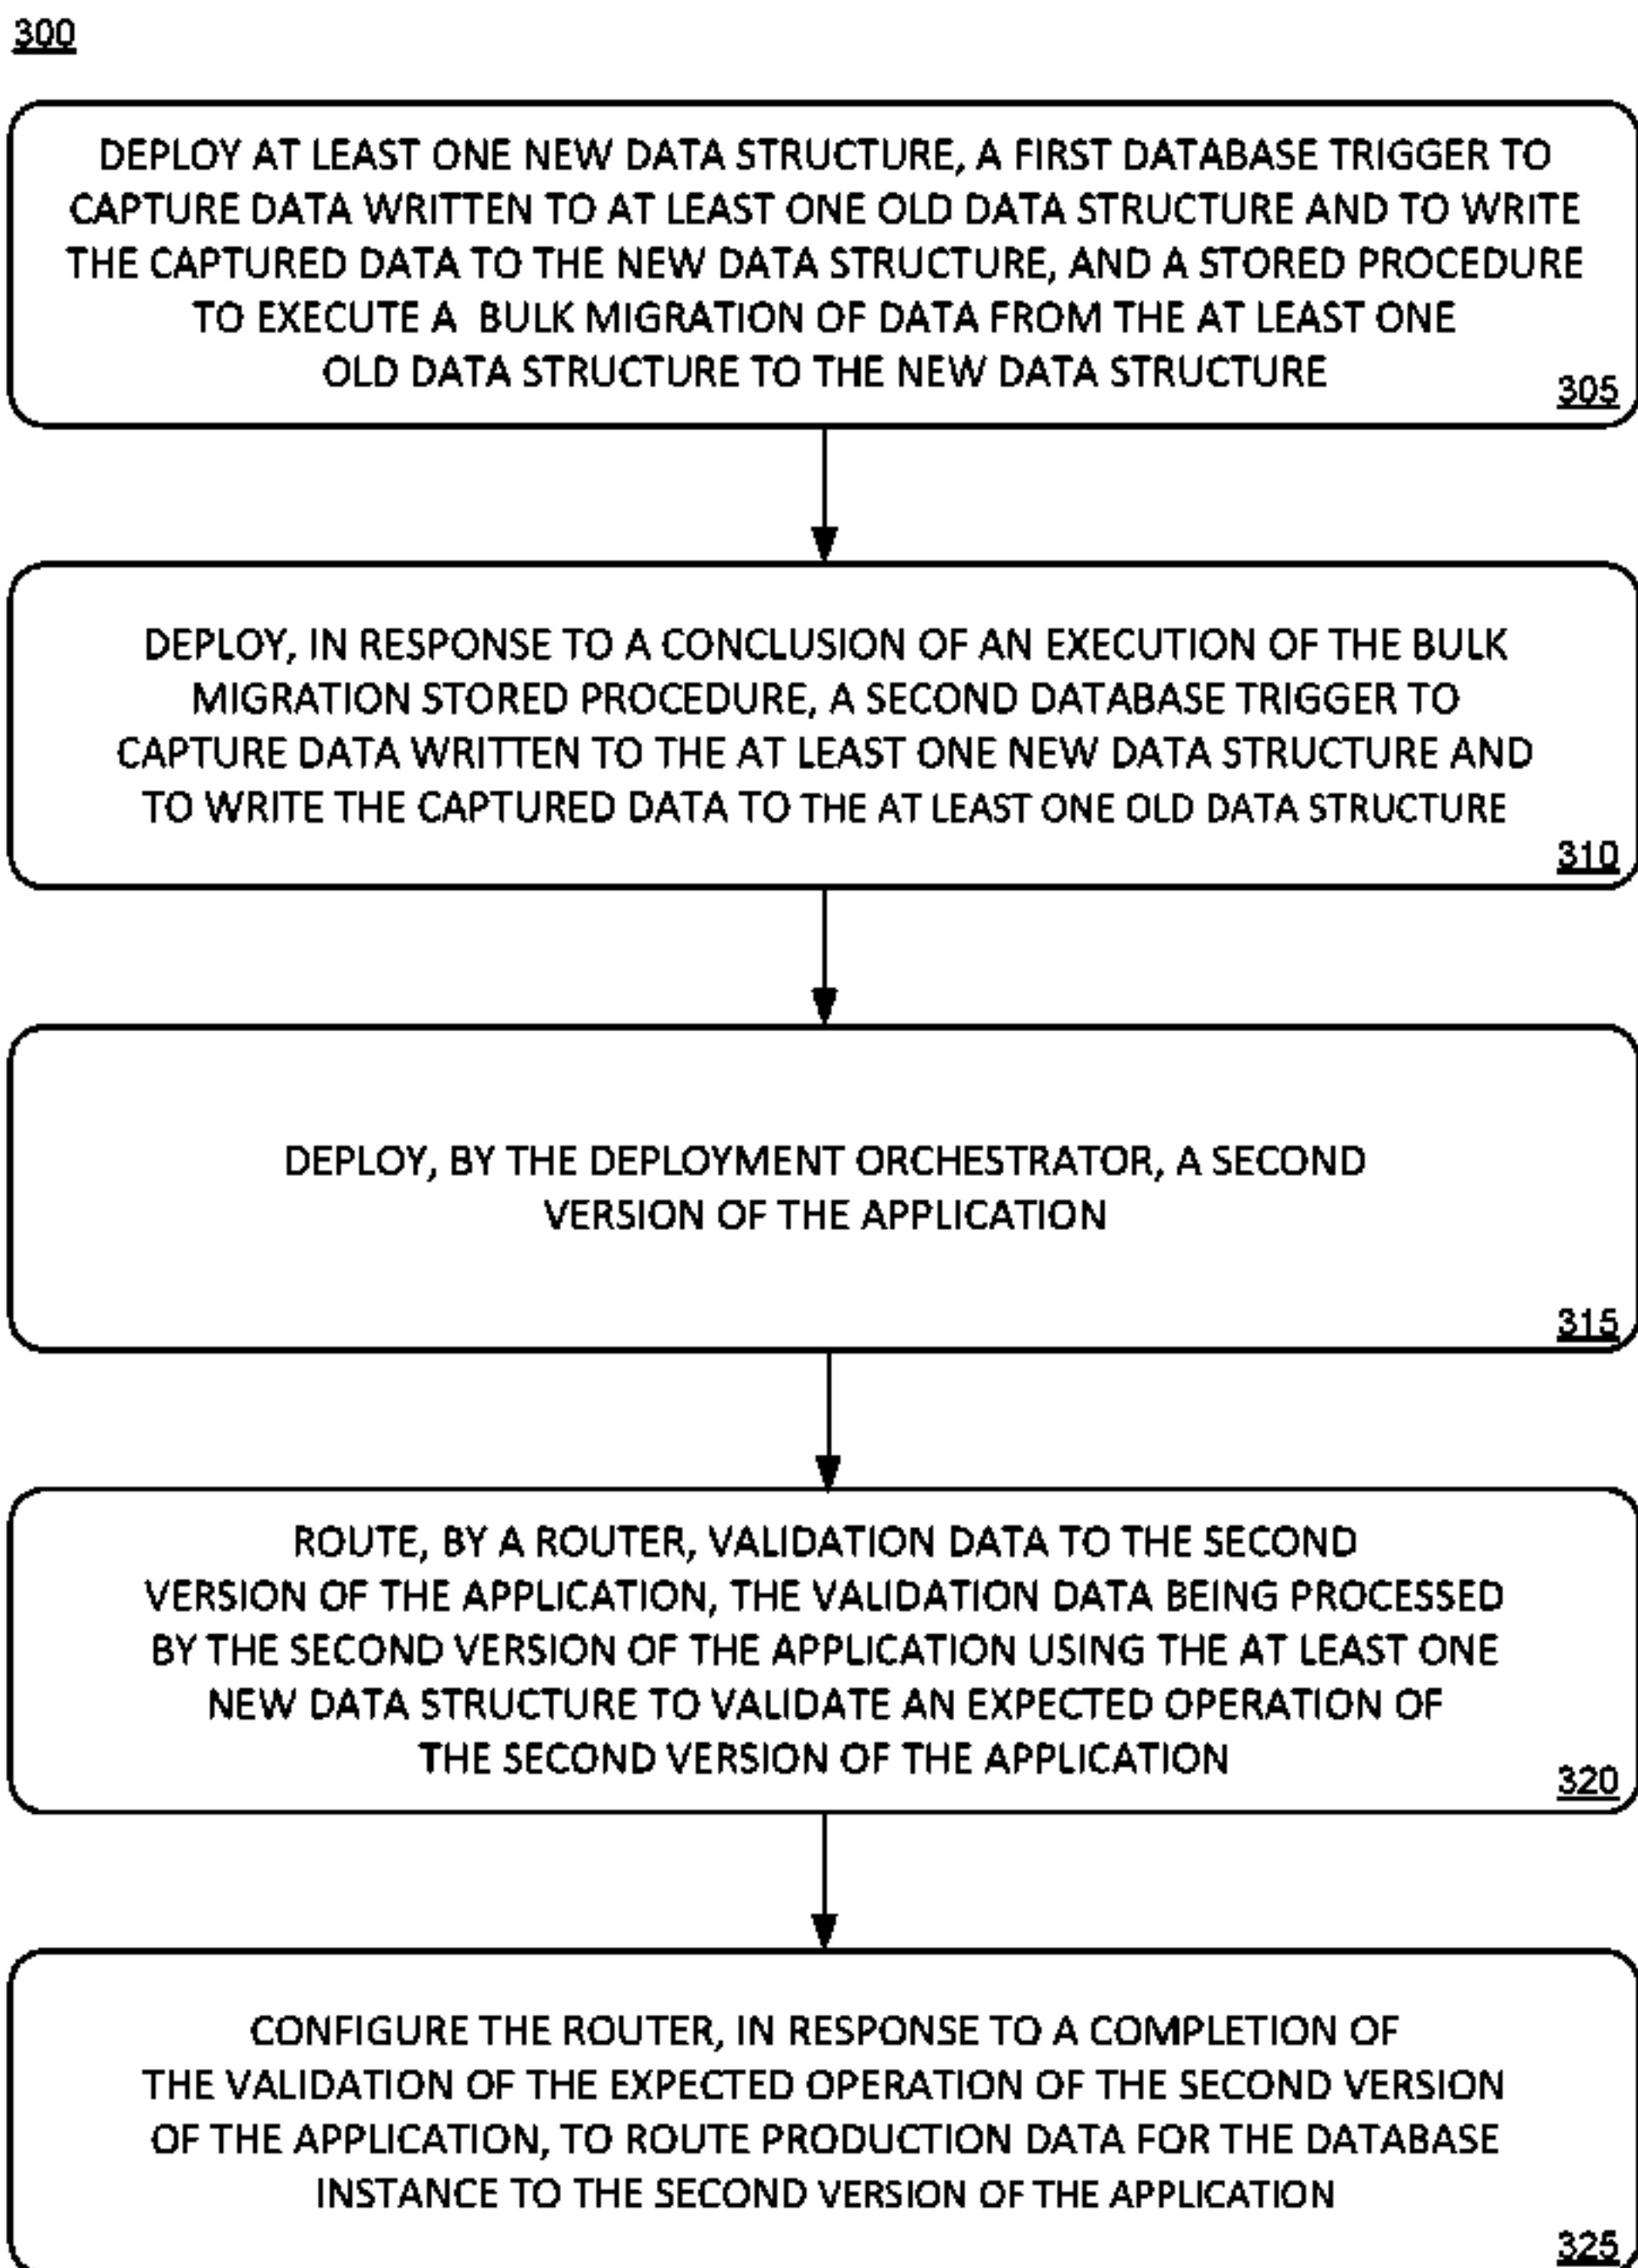 300
DEPLOY AT LEAST ONE NEW DATA STRUCTURE, A FIRST DATABASE TRIGGER TO
CAPTURE DATA WRITTEN TO AT LEAST ONE OLD DATA STRUCTURE AND TO WRITE
THE CAPTURED DATA TO THE NEW DATA STRUCTURE, AND A STORED PROCEDURE
TO EXECUTE A BULK MIGRATION OF DATA FROM THE AT LEAST ONE
OLD DATA STRUCTURE TO THE NEW DATA STRUCTURE
305
DEPLOY, IN RESPONSE TO A CONCLUSION OF AN EXECUTION OF THE BULK
MIGRATION STORED PROCEDURE, A SECOND DATABASE TRIGGER TO
CAPTURE DATA WRITTEN TO THE AT LEAST ONE NEW DATA STRUCTURE AND
TO WRITE THE CAPTURED DATA TO THE AT LEAST ONE OLD DATA STRUCTURE
310
DEPLOY, BY THE DEPLOYMENT ORCHESTRATOR, A SECOND
VERSION OF THE APPLICATION
315
ROUTE, BY A ROUTER, VALIDATION DATA TO THE SECOND
VERSION OF THE APPLICATION, THE VALIDATION DATA BEING PROCESSED
BY THE SECOND VERSION OF THE APPLICATION USING THE AT LEAST ONE
NEW DATA STRUCTURE TO VALIDATE AN EXPECTED OPERATION OF
THE SECOND VERSION OF THE APPLICATION
320
CONFIGURE THE ROUTER, IN RESPONSE TO A COMPLETION OF
THE VALIDATION OF THE EXPECTED OPERATION OF THE SECOND VERSION
OF THE APPLICATION, TO ROUTE PRODUCTION DATA FOR THE DATABASE
INSTANCE TO THE SECOND VERSION OF THE APPLICATION
325